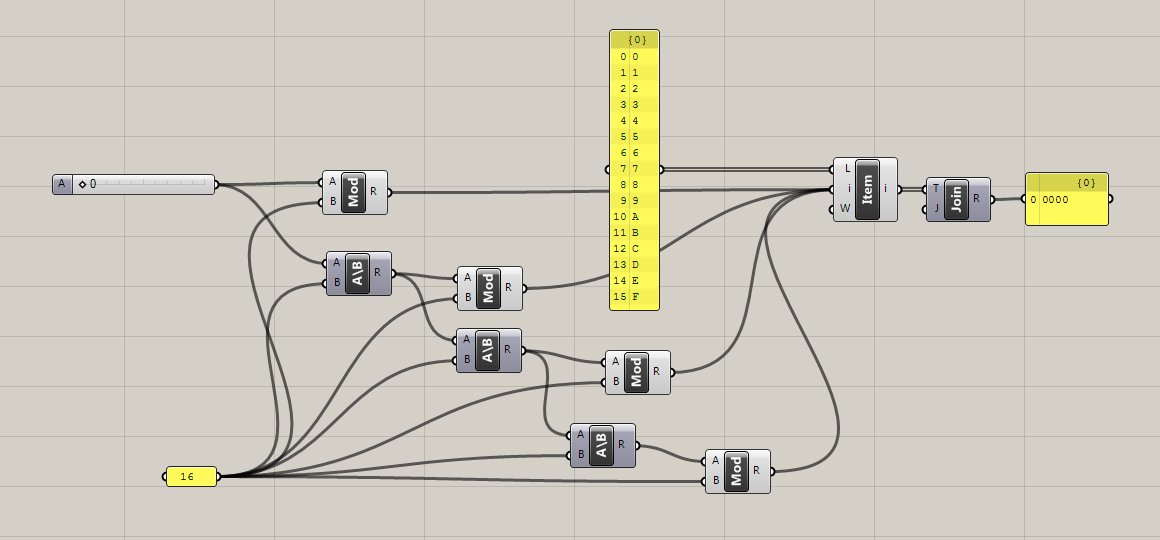 A 0
A
B
Mod
R
A
B
A\B
R
A
B
Mod
R
A
B
A\B
R
A
B
Mod
R
A
B
A\B
R
A
B
Mod
R
16
{0}
0 0
1 1
2 2
3 3
4 4
5 5
6 6
7 7
8 8
9 9
10 A
11 B
12 C
13 D
14 E
15 F
L
i
W
Item
i
T
J
Join
R
{0}
0 0000